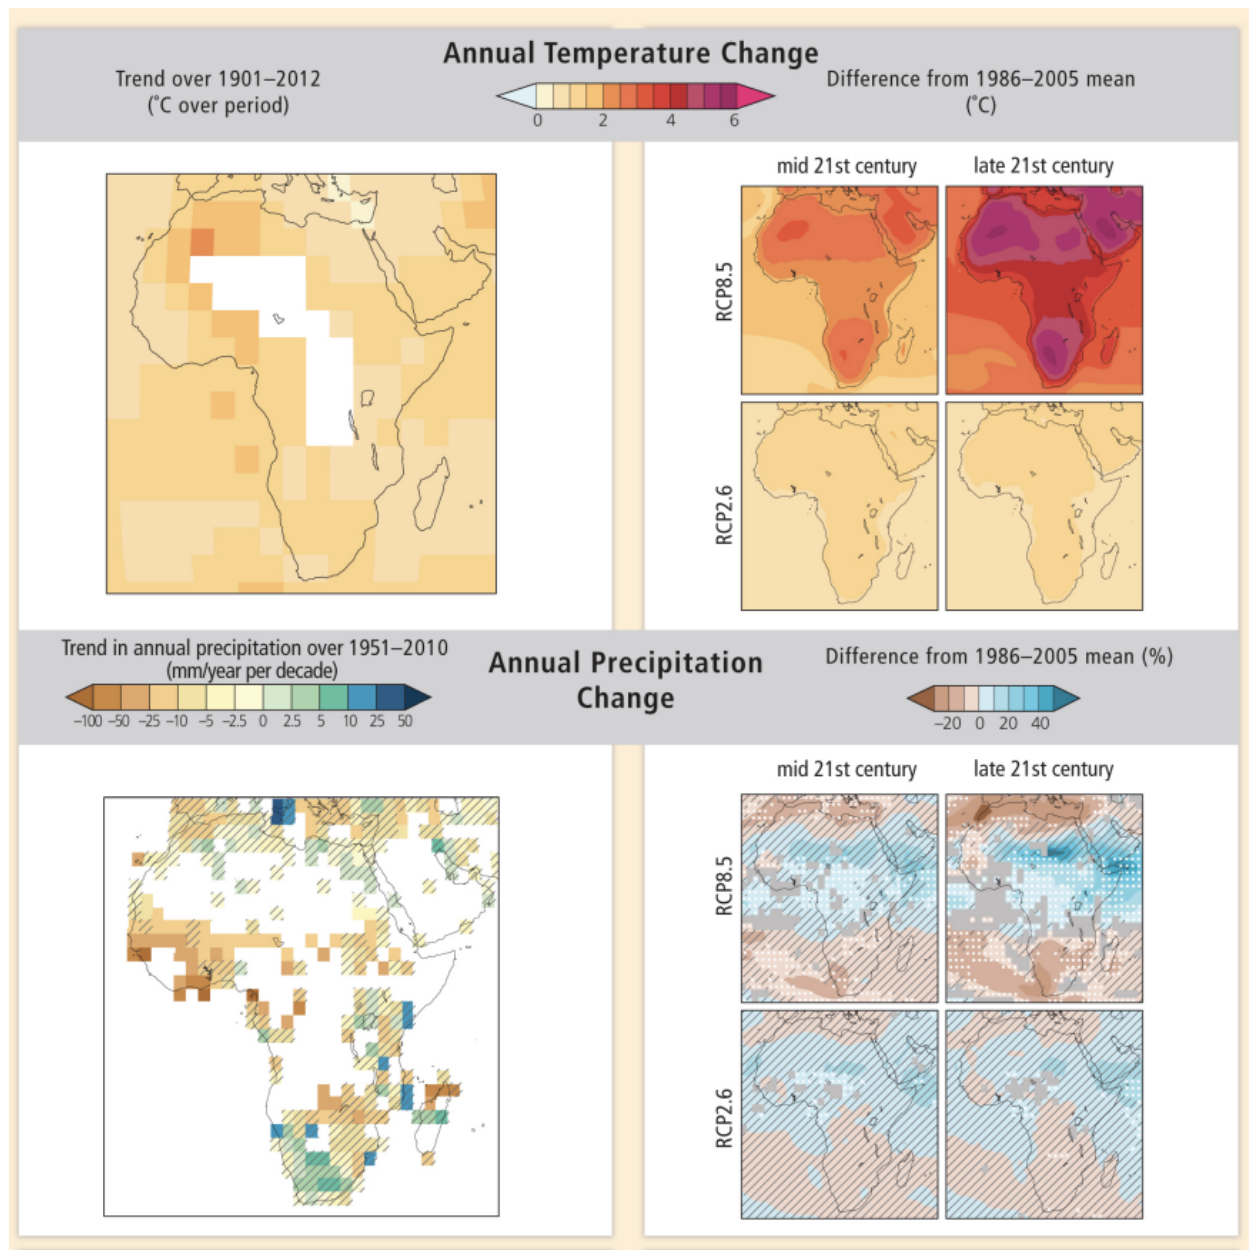 Annual Temperature Change
Trend over 1901–2012
(˚C over period)
0 2 4 6
Difference from 1986–2005 mean
(˚C)
mid 21st century
late 21st century
RCP8.5
RCP2.6
Trend in annual precipitation over 1951–2010
(mm/year per decade)
–100 –50 –25 –10 –5 –2.5 0 2.5 5 10 25 50
Annual Precipitation
Change
Difference from 1986–2005 mean (%)
–20 0 20 40
mid 21st century
late 21st century
RCP8.5
RCP2.6